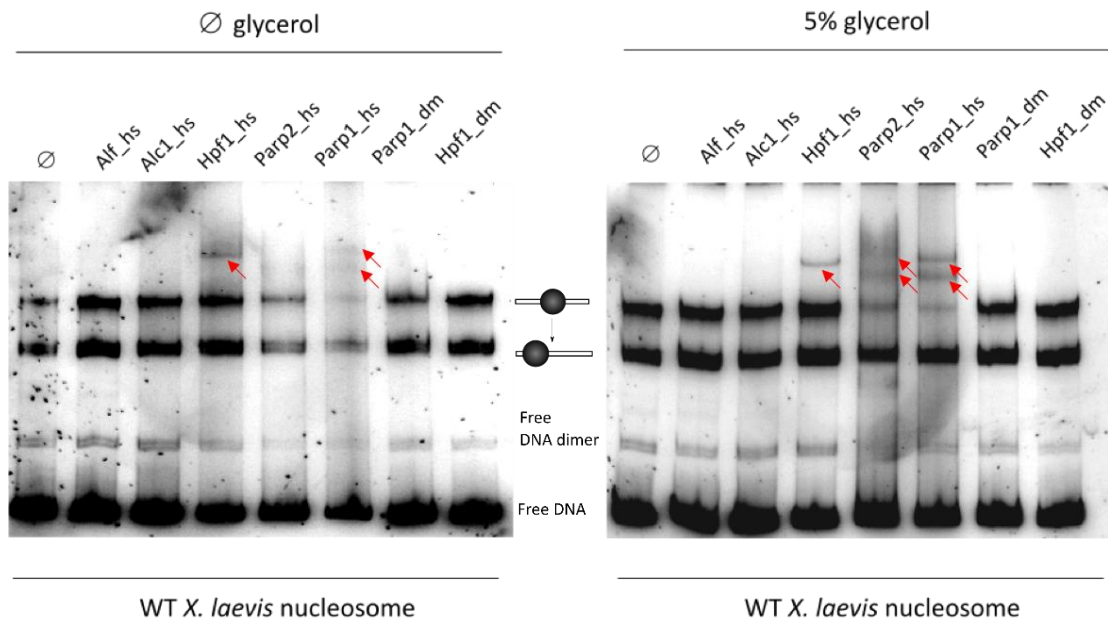 ∅ glycerol
∅
Alf_hs
Alc1_hs
Hpf1_hs
Parp2_hs
Parp1_hs
Parp1_dm
Hpf1_dm
Free
DNA dimer
Free DNA
WT X. laevis nucleosome
5% glycerol
∅
Alf_hs
Alc1_hs
Hpf1_hs
Parp2_hs
Parp1_hs
Parp1_dm
Hpf1_dm
WT X. laevis nucleosome